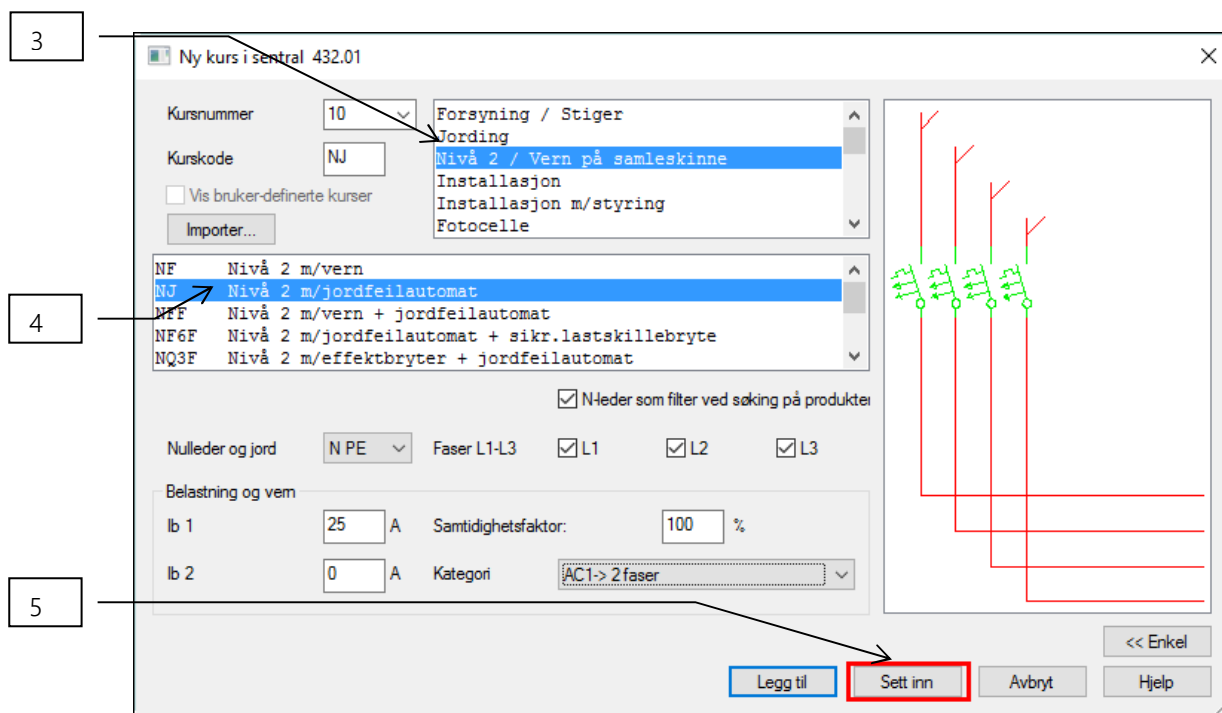 3
Ny kurs i sentral 432.01
Kursnummer 10
Kurskode NJ
Vis bruker-definerte kurser
Importer...
Forsyning / Stiger
Jording
Nivå 2 / Vern på samleskinne
Installasjon
Installasjon m/styring
Fotocelle
4
NF Nivå 2 m/vern
NJ Nivå 2 m/jordfeilautomat
NFF Nivå 2 m/vern + jordfeilautomat
NF6F Nivå 2 m/jordfeilautomat + sikr.lastskillebryte
NQ3F Nivå 2 m/effektbryter + jordfeilautomat
N-leder som filter ved søking på produkter
Nulleder og jord N PE Faser L1-L3 L1 L2 L3
Belastning og vern
Ib 1 25 A Samtidighetsfaktor: 100 %
Ib 2 0 A Kategori AC1-> 2 faser
5
<< Enkel
Legg til Sett inn Avbryt Hjelp